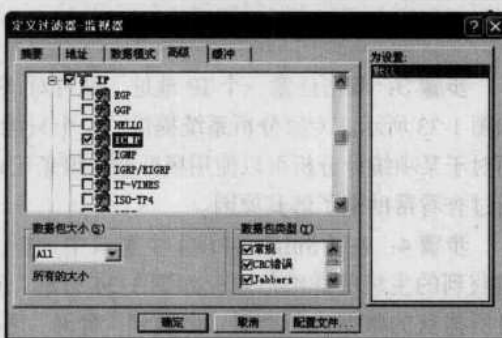 定义过滤器-监视器
摘要 地址 数据模式 高级 缓冲
为设置:
IP
EGP
GGP
HELLO
ICMP
IGMP
IGRP/EIGRP
IP-VINES
ISO-TP4
数据包大小(S)
All
所有的大小
数据包类型(T)
常规
CRC错误
Jabbers
确定 取消 配置文件...